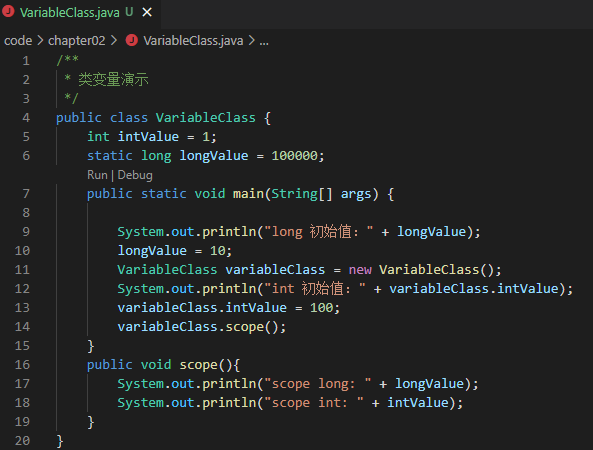 VariableClass.java U ×
code > chapter02 > VariableClass.java > ...
1 /**
2 * 类变量演示
3 */
4 public class VariableClass {
5 int intValue = 1;
6 static long longValue = 100000;
Run | Debug
7 public static void main(String[] args) {
8
9 System.out.println("long 初始值：" + longValue);
10 longValue = 10;
11 VariableClass variableClass = new VariableClass();
12 System.out.println("int 初始值：" + variableClass.intValue);
13 variableClass.intValue = 100;
14 variableClass.scope();
15 }
16 public void scope(){
17 System.out.println("scope long: " + longValue);
18 System.out.println("scope int: " + intValue);
19 }
20 }